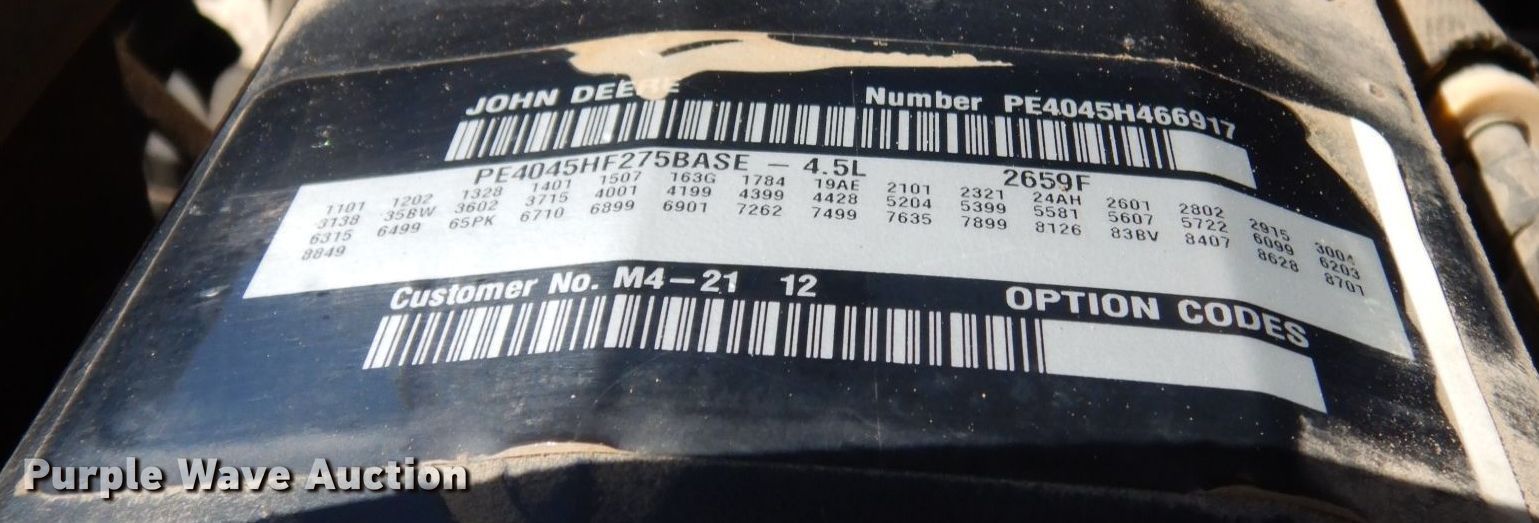 JOHN DEERE Number PE4045H466917
PE4045HF275BASE - 4.5L 2659F
1101 1202 1328 1401 1507 163G 1784 19AE 2101 2321 24AH 2601 2802 2915 3004
3138 35BW 3602 3715 4001 4199 4399 4428 5204 5399 5581 5607 5722 6099 6203
6315 6499 65PK 6710 6899 6901 7262 7499 7635 7899 8126 83BV 8407 8628 8701
8849
Customer No. M4-21 12 OPTION CODES
Purple Wave Auction